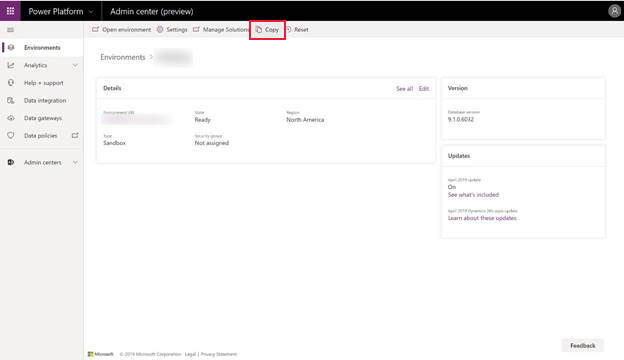 Power Platform
Admin center (preview)
Open environment
Settings
Manage Solutions
Copy
Reset
Environments
Analytics
Help + support
Data integration
Data gateways
Data policies
Admin centers
Environments >
Details
See all
Edit
Environment URL
State
Ready
Region
North America
Type
Sandbox
Security group
Not assigned
Version
Database version
9.1.0.6032
Updates
April 2019 update
On
See what's included
April 2019 Dynamics 365 apps update
Learn about these updates
Microsoft
© 2019 Microsoft Corporation
Legal | Privacy Statement
Feedback